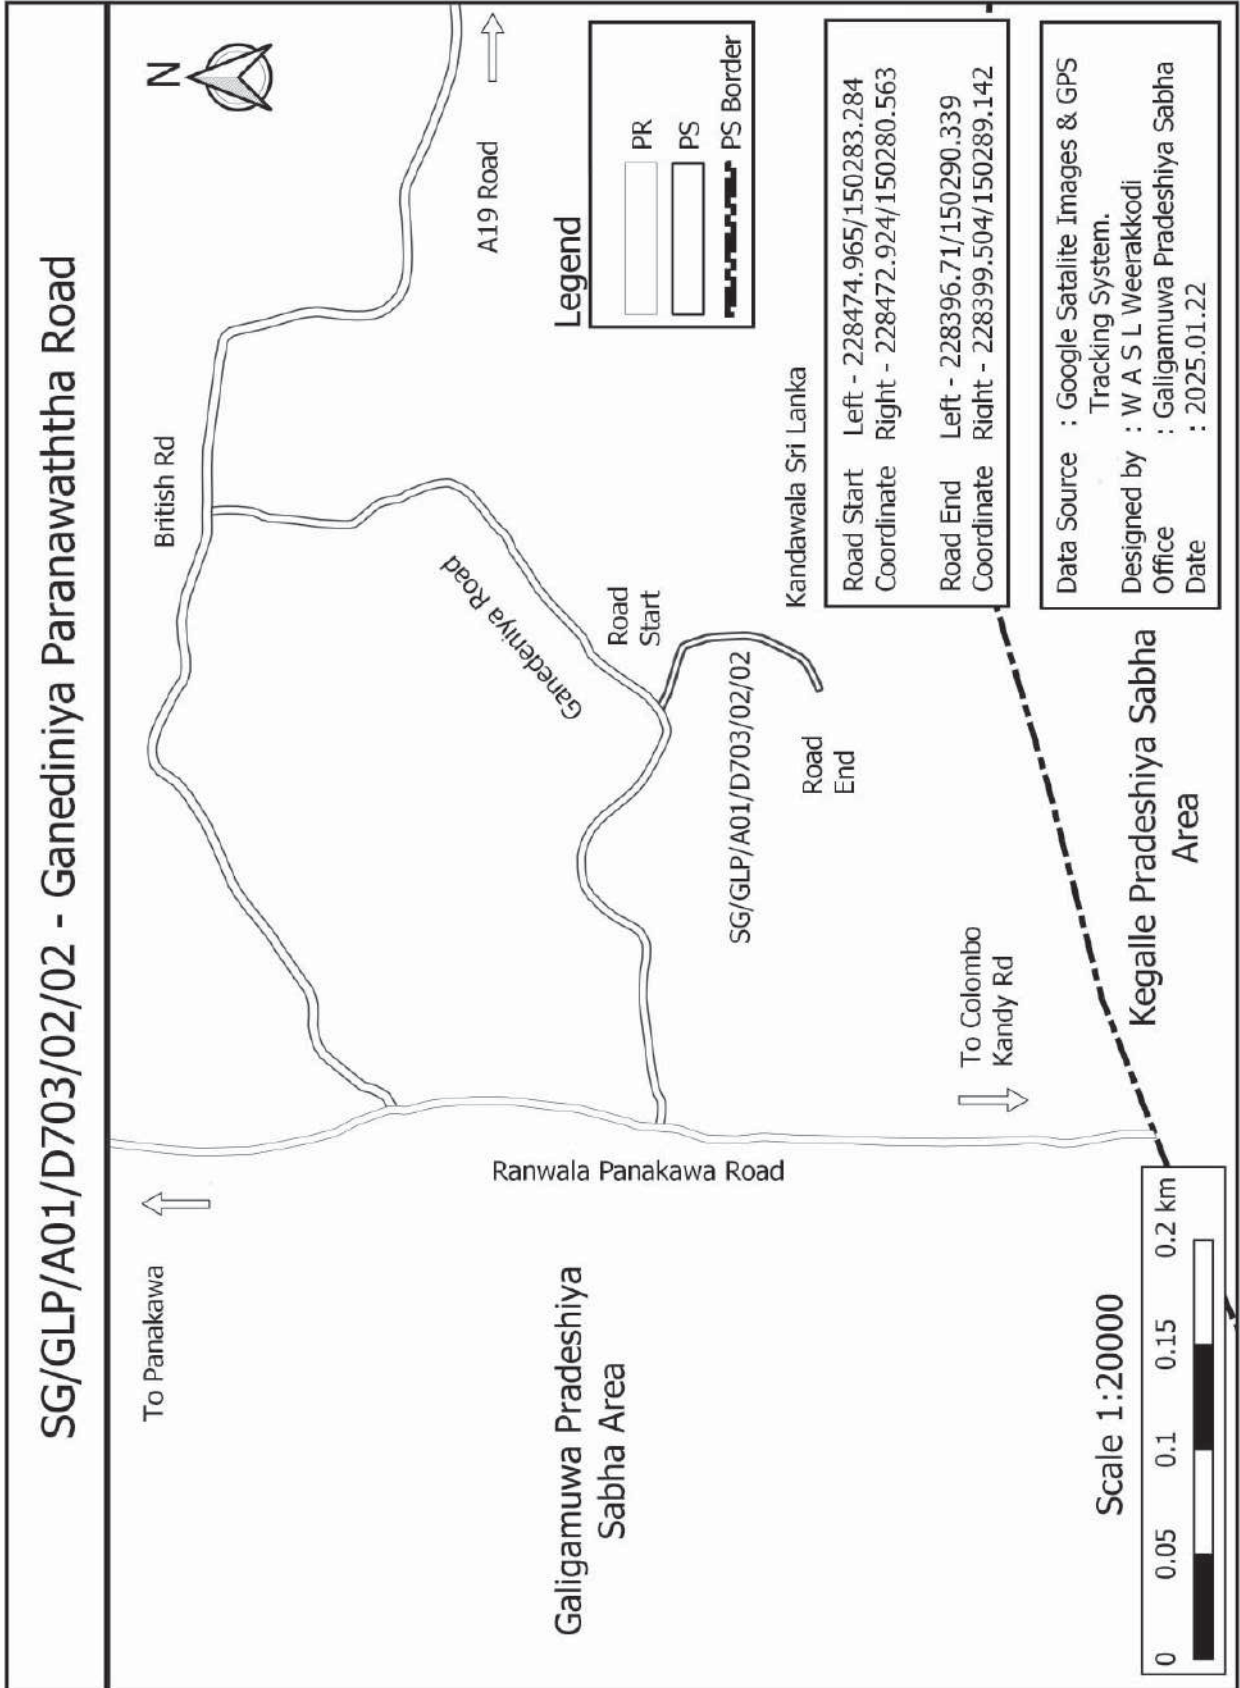 SG/GLP/A01/D703/02/02 - Ganediniya Paranawaththa Road
N
To Panakawa
British Rd
A19 Road
Ganedeniya Road
Legend
PR
PS
PS Border
Road
Start
Ranwala Panakawa Road
SG/GLP/A01/D703/02/02
Road
End
Kandawala Sri Lanka
Galigamuwa Pradeshiya
Sabha Area
To Colombo
Kandy Rd
Road Start Left - 228474.965/150283.284
Coordinate Right - 228472.924/150280.563
Road End Left - 228396.71/150290.339
Coordinate Right - 228399.504/150289.142
Kegalle Pradeshiya Sabha
Area
Data Source : Google Satalite Images & GPS
Tracking System.
Designed by : W A S L Weerakkodi
Office : Galigamuwa Pradeshiya Sabha
Date : 2025.01.22
Scale 1:20000
0 0.05 0.1 0.15 0.2 km